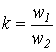 k = w₁ / w₂